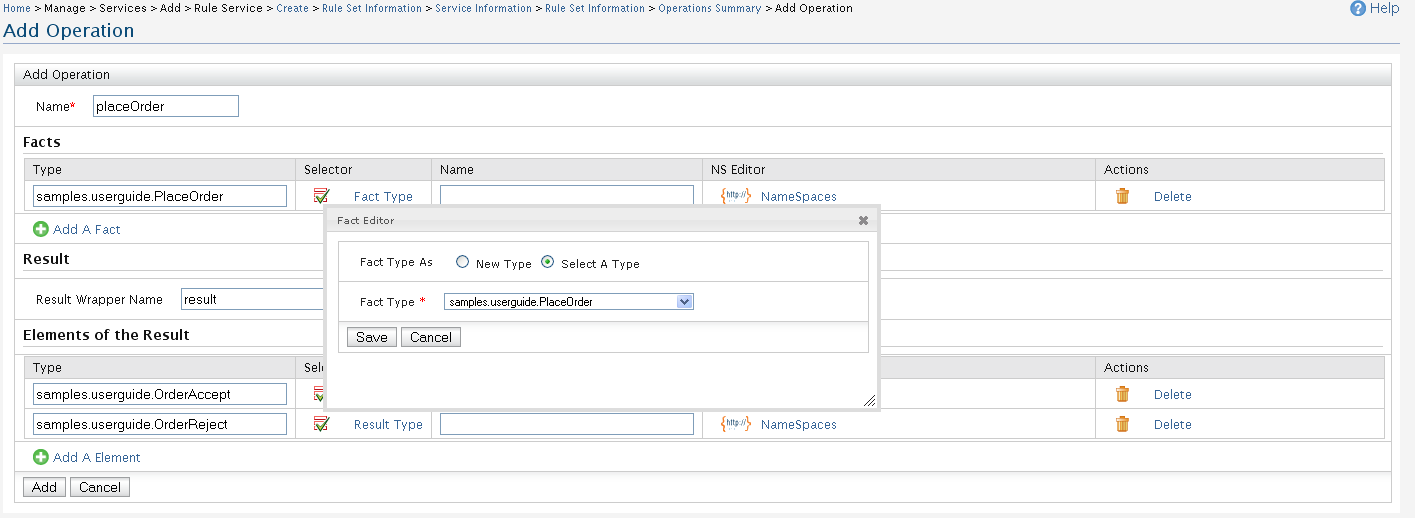 Home > Manage > Services > Add > Rule Service > Create > Rule Set Information > Service Information > Rule Set Information > Operations Summary > Add Operation
Help
Add Operation
Add Operation
Name* placeOrder
Facts
Type Selector Name NS Editor Actions
samples.userguide.PlaceOrder Fact Type http:// NameSpaces Delete
Add A Fact
Fact Editor
Fact Type As New Type Select A Type
Fact Type * samples.userguide.PlaceOrder
Save Cancel
Result
Result Wrapper Name result
Elements of the Result
Type Actions
samples.userguide.OrderAccept Delete
samples.userguide.OrderReject Result Type http:// NameSpaces Delete
Add A Element
Add Cancel